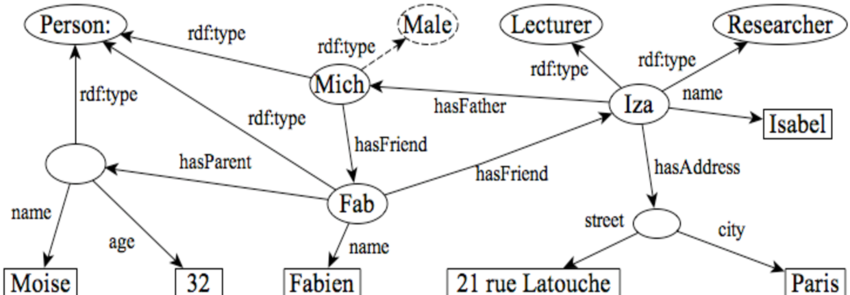 Person:
Male
Lecturer
Researcher
rdf:type
rdf:type
rdf:type
rdf:type
Mich
Iza
name
rdf:type
rdf:type
hasFather
Isabel
hasFriend
hasParent
hasFriend
hasAddress
Fab
name
age
name
street
city
Moise
32
Fabien
21 rue Latouche
Paris